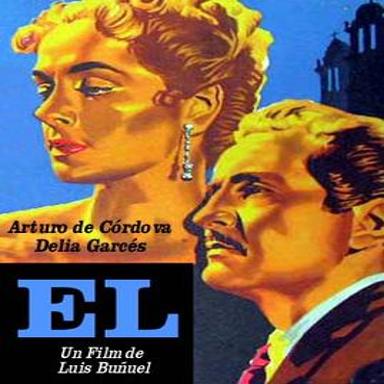 Arturo de Córdova
Delia Garcés
EL
Un Film de
Luis Buñuel